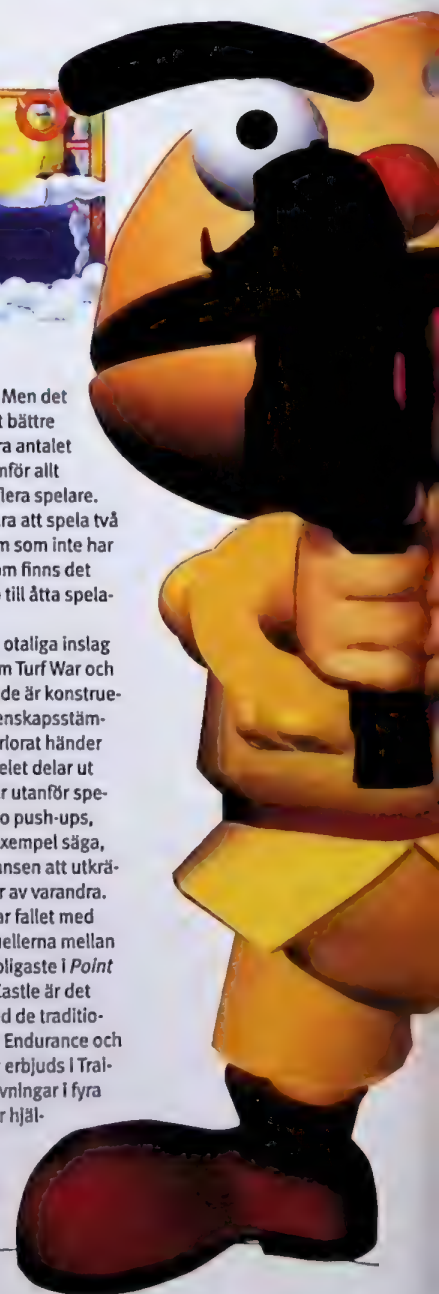 Men det
t bättre
ra antalet
nför allt
flera spelare.
ra att spela två
m som inte har
om finns det
till åtta spela-
otaliga inslag
m Turf War och
de är konstrue-
enskapsstäm-
rlorat händer
elet delar ut
r utanför spe-
o push-ups,
exempel säga,
ansen att utkrä-
r av varandra.
ar fallet med
uellerna mellan
oligaste i Point
Castle är det
d de traditio-
Endurance och
erbjuds i Trai-
vningar i fyra
r hjäl-